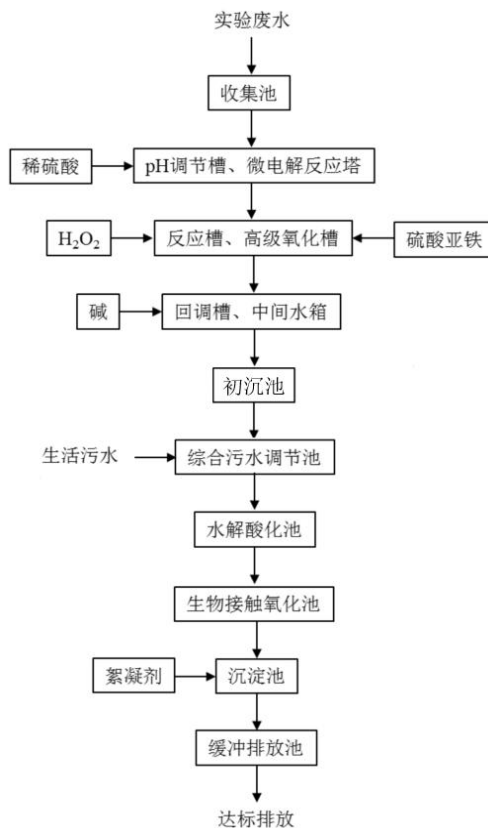 实验废水
收集池
稀硫酸
pH调节槽、微电解反应塔
H₂O₂
反应槽、高级氧化槽
硫酸亚铁
碱
回调槽、中间水箱
初沉池
生活污水
综合污水调节池
水解酸化池
生物接触氧化池
絮凝剂
沉淀池
缓冲排放池
达标排放